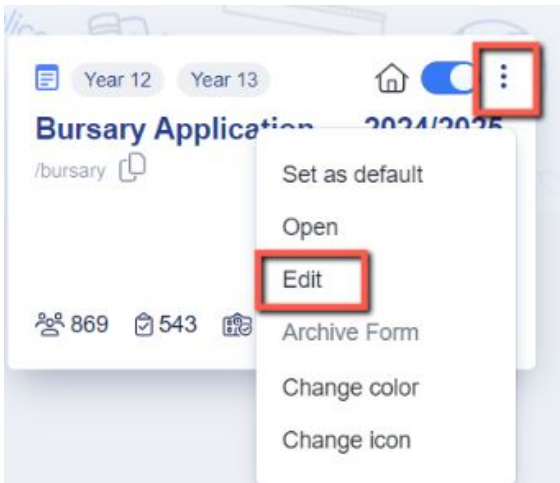 Year 12 Year 13
Bursary Application 2024/2025
/bursary
Set as default
Open
Edit
869 543
Archive Form
Change color
Change icon